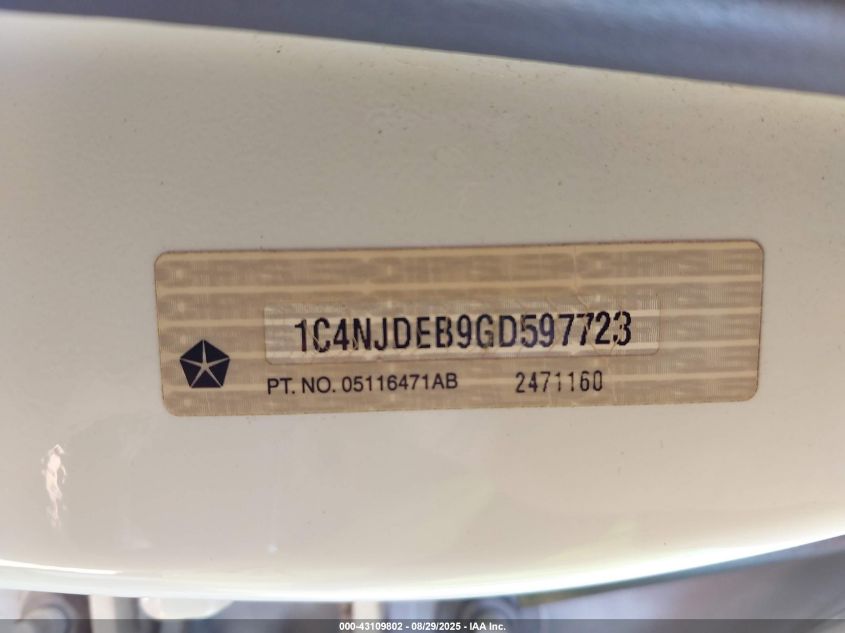 1C4NJDEB9GD597723
PT. NO. 05116471AB 2471160
000-43109802 - 08/29/2025 - IAA Inc.